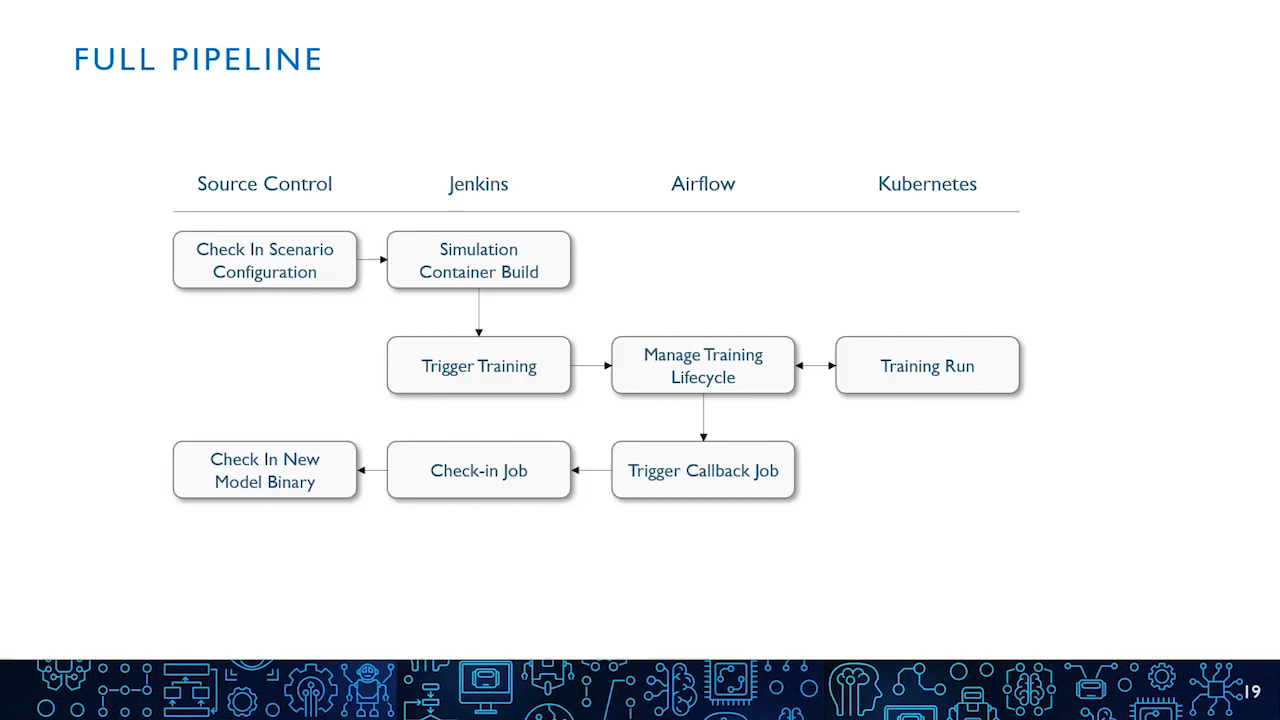 FULL PIPELINE
Source Control
Jenkins
Airflow
Kubernetes
Check In Scenario
Configuration
Simulation
Container Build
Trigger Training
Manage Training
Lifecycle
Training Run
Check In New
Model Binary
Check-in Job
Trigger Callback Job
19